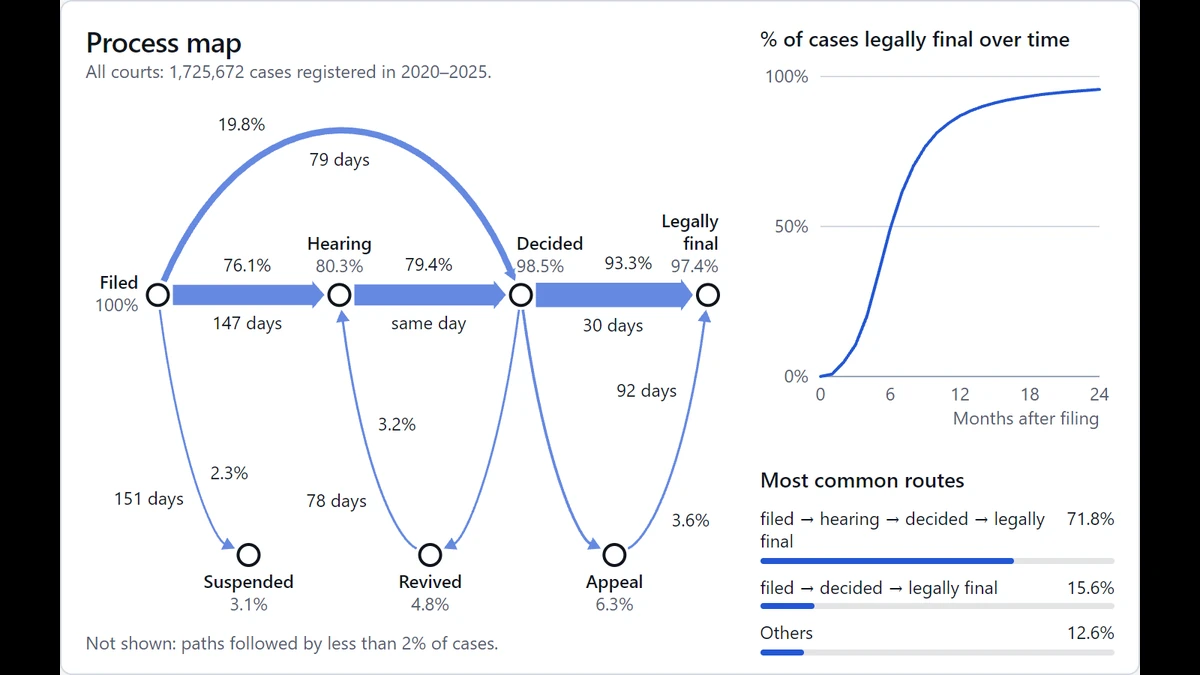 Process map
All courts: 1,725,672 cases registered in 2020–2025.
19.8%
79 days
Filed
100%
76.1%
147 days
Hearing
80.3%
79.4%
same day
Decided
98.5%
93.3%
30 days
Legally
final
97.4%
2.3%
151 days
3.2%
78 days
92 days
3.6%
Suspended
3.1%
Revived
4.8%
Appeal
6.3%
Not shown: paths followed by less than 2% of cases.
% of cases legally final over time
100%
50%
0%
0 6 12 18 24
Months after filing
Most common routes
filed → hearing → decided → legally final 71.8%
filed → decided → legally final 15.6%
Others 12.6%